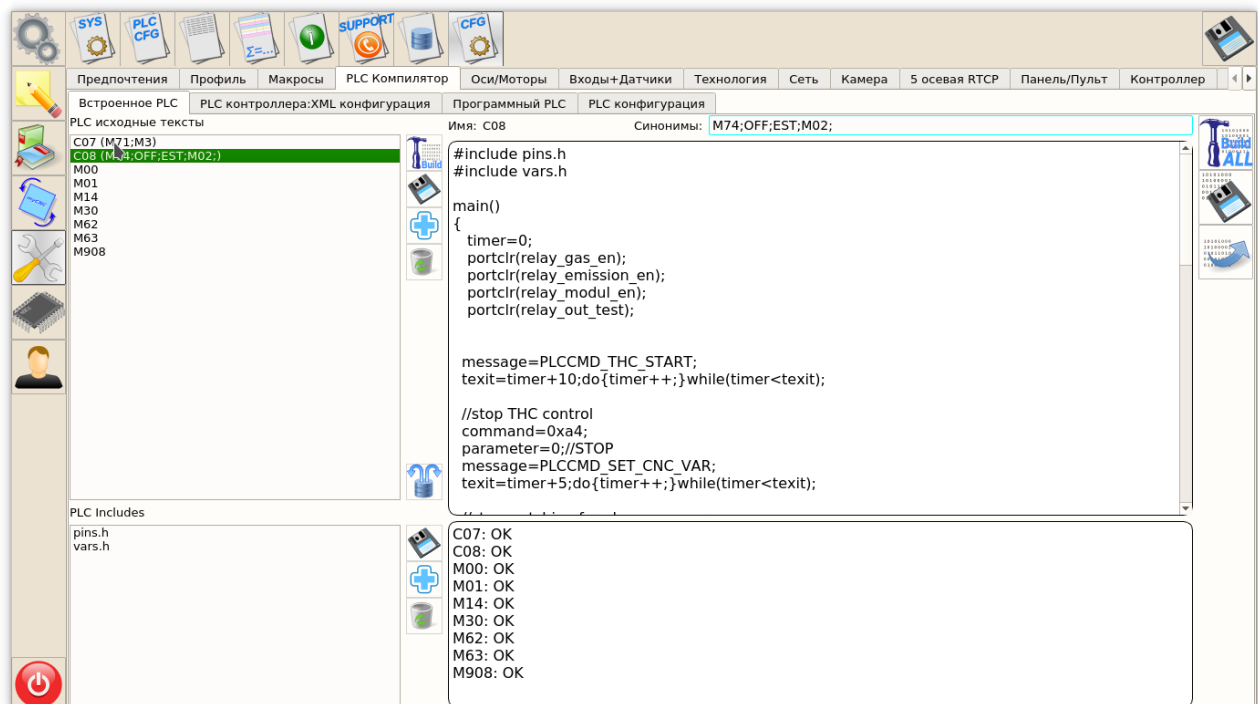 SYS
PLC
CFG
Σ=...
SUPPORT
CFG
Предпочтения Профиль Макросы PLC Компилятор Оси/Моторы Входы+Датчики Технология Сеть Камера 5 осевая RTCP Панель/Пульт Контроллер
Встроенное PLC PLC контроллера:XML конфигурация Программный PLC PLC конфигурация
PLC исходные тексты
C07 (M71;M3)
C08 (M74;OFF;EST;M02;)
M00
M01
M14
M30
M62
M63
M908
Build
Имя: C08 Синонимы: M74;OFF;EST;M02;
#include pins.h
#include vars.h
main()
{
timer=0;
portclr(relay_gas_en);
portclr(relay_emission_en);
portclr(relay_modul_en);
portclr(relay_out_test);
message=PLCCMD_THC_START;
texit=timer+10;do{timer++;}while(timer<texit);
//stop THC control
command=0xa4;
parameter=0;//STOP
message=PLCCMD_SET_CNC_VAR;
texit=timer+5;do{timer++;}while(timer<texit);
Build
ALL
PLC Includes
pins.h
vars.h
C07: OK
C08: OK
M00: OK
M01: OK
M14: OK
M30: OK
M62: OK
M63: OK
M908: OK